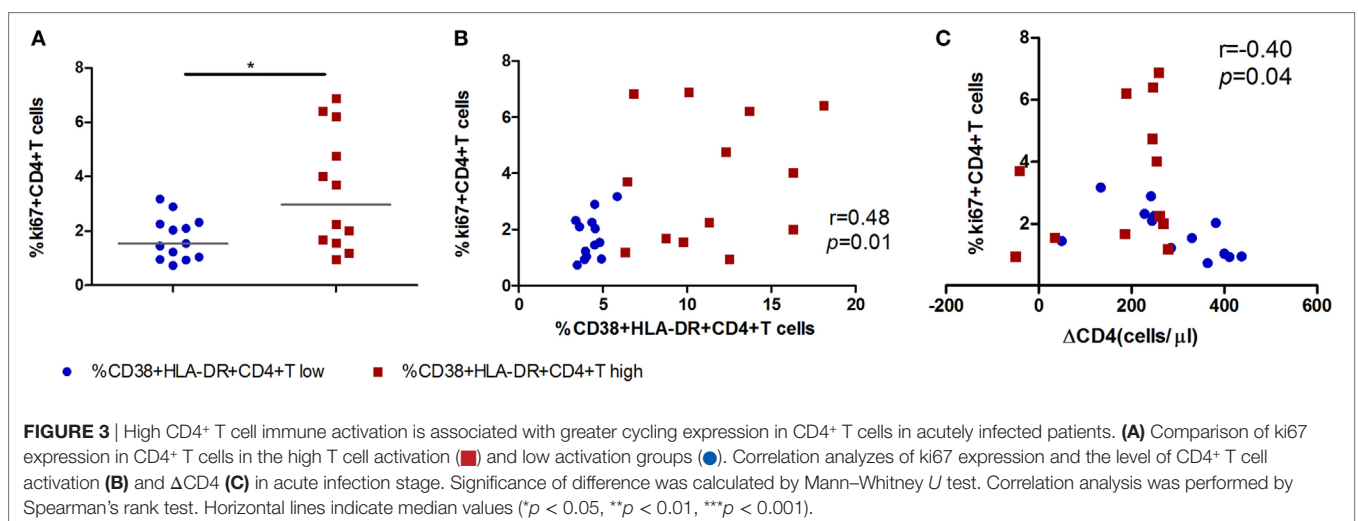 A
B
C
*
%ki67+CD4+T cells
8
6
4
2
0
%ki67+CD4+T cells
8
6
4
2
0
0
5
10
15
20
%CD38+HLA-DR+CD4+T cells
r=0.48
p=0.01
%ki67+CD4+T cells
8
6
4
2
-200
0
200
400
600
ΔCD4(cells/μl)
r=-0.40
p=0.04
%CD38+HLA-DR+CD4+T low
%CD38+HLA-DR+CD4+T high
FIGURE 3 | High CD4⁺ T cell immune activation is associated with greater cycling expression in CD4⁺ T cells in acutely infected patients. (A) Comparison of ki67
expression in CD4⁺ T cells in the high T cell activation (■) and low activation groups (●). Correlation analyzes of ki67 expression and the level of CD4⁺ T cell
activation (B) and ΔCD4 (C) in acute infection stage. Significance of difference was calculated by Mann–Whitney U test. Correlation analysis was performed by
Spearman's rank test. Horizontal lines indicate median values (*p < 0.05, **p < 0.01, ***p < 0.001).